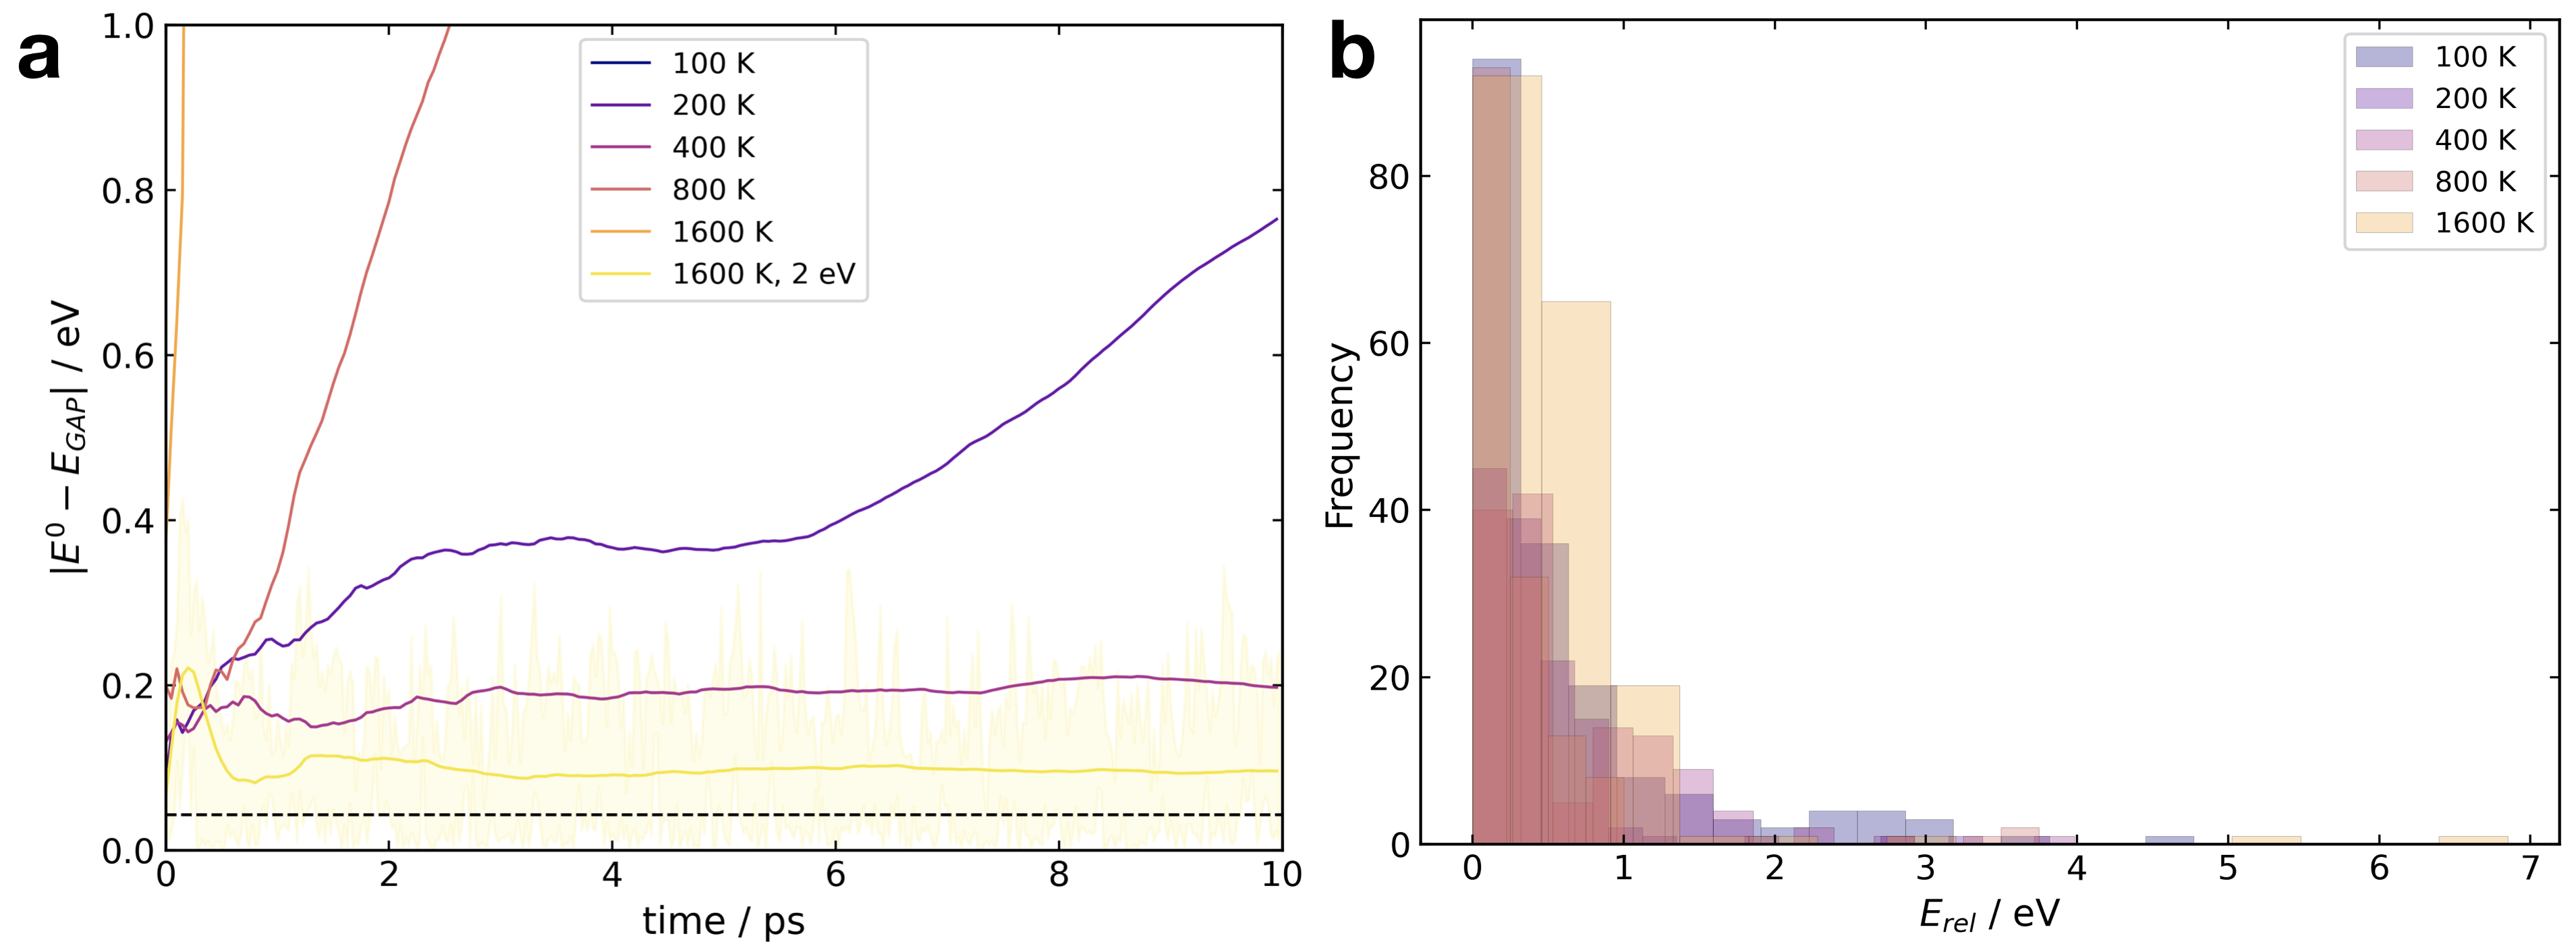 a
1.0
0.8
0.6
0.4
0.2
0.0
|E⁰ − E_GAP| / eV
100 K
200 K
400 K
800 K
1600 K
1600 K, 2 eV
0 2 4 6 8 10
time / ps
b
80
60
40
20
0
Frequency
100 K
200 K
400 K
800 K
1600 K
0 1 2 3 4 5 6 7
E_rel / eV